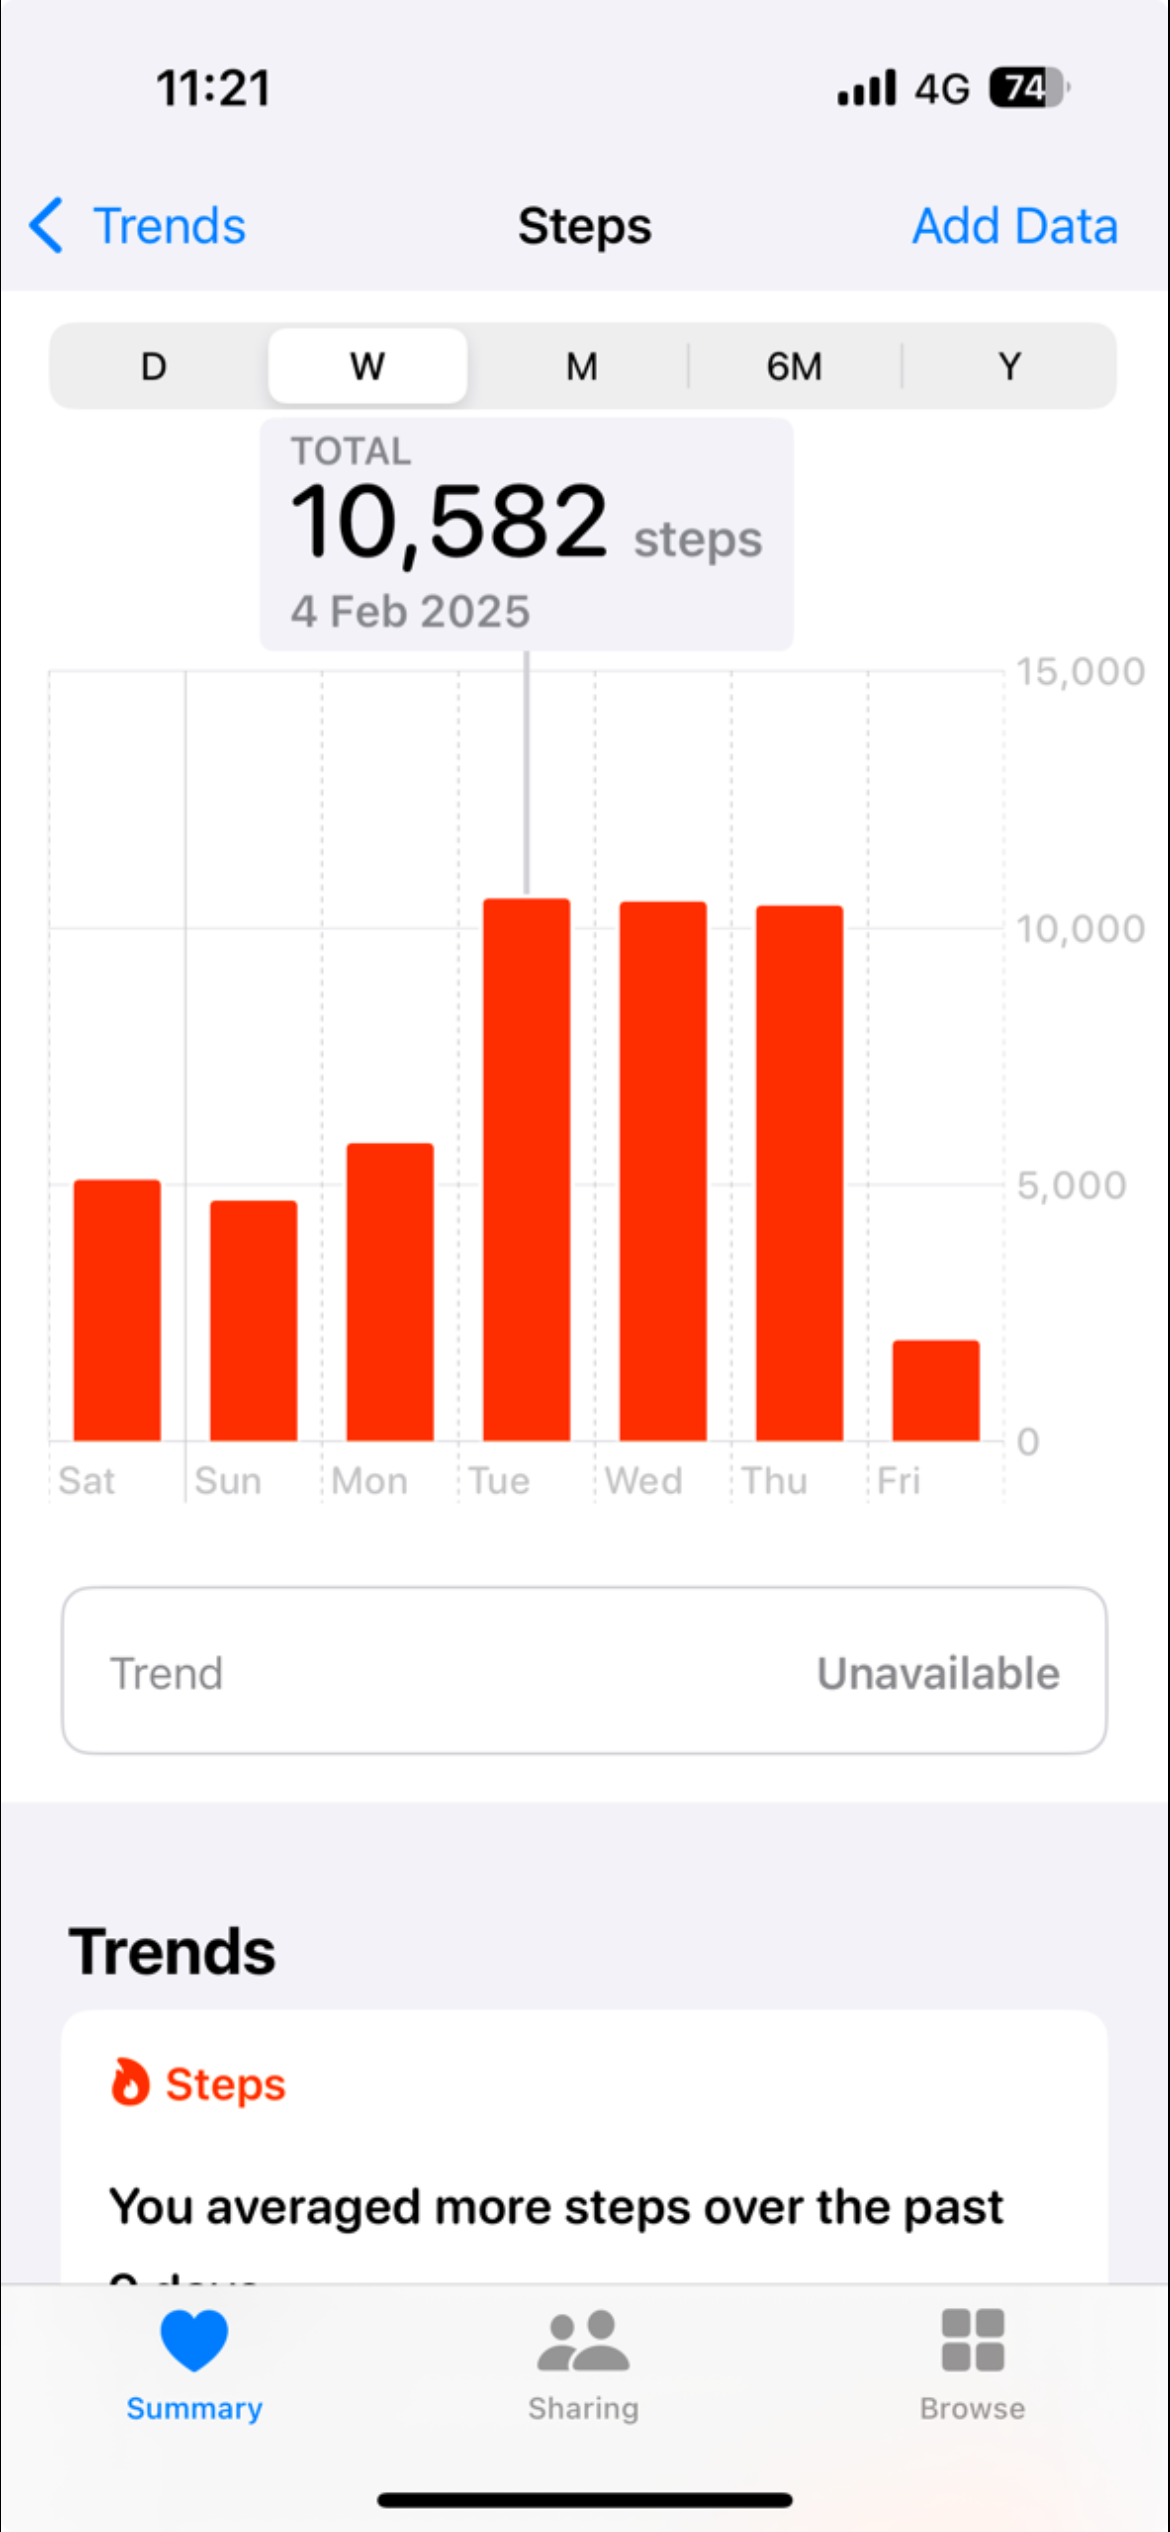 11:21 4G 74
Trends Steps Add Data
D W M 6M Y
TOTAL
10,582 steps
4 Feb 2025
15,000
10,000
5,000
0
Sat Sun Mon Tue Wed Thu Fri
Trend Unavailable
Trends
Steps
You averaged more steps over the past
Summary Sharing Browse